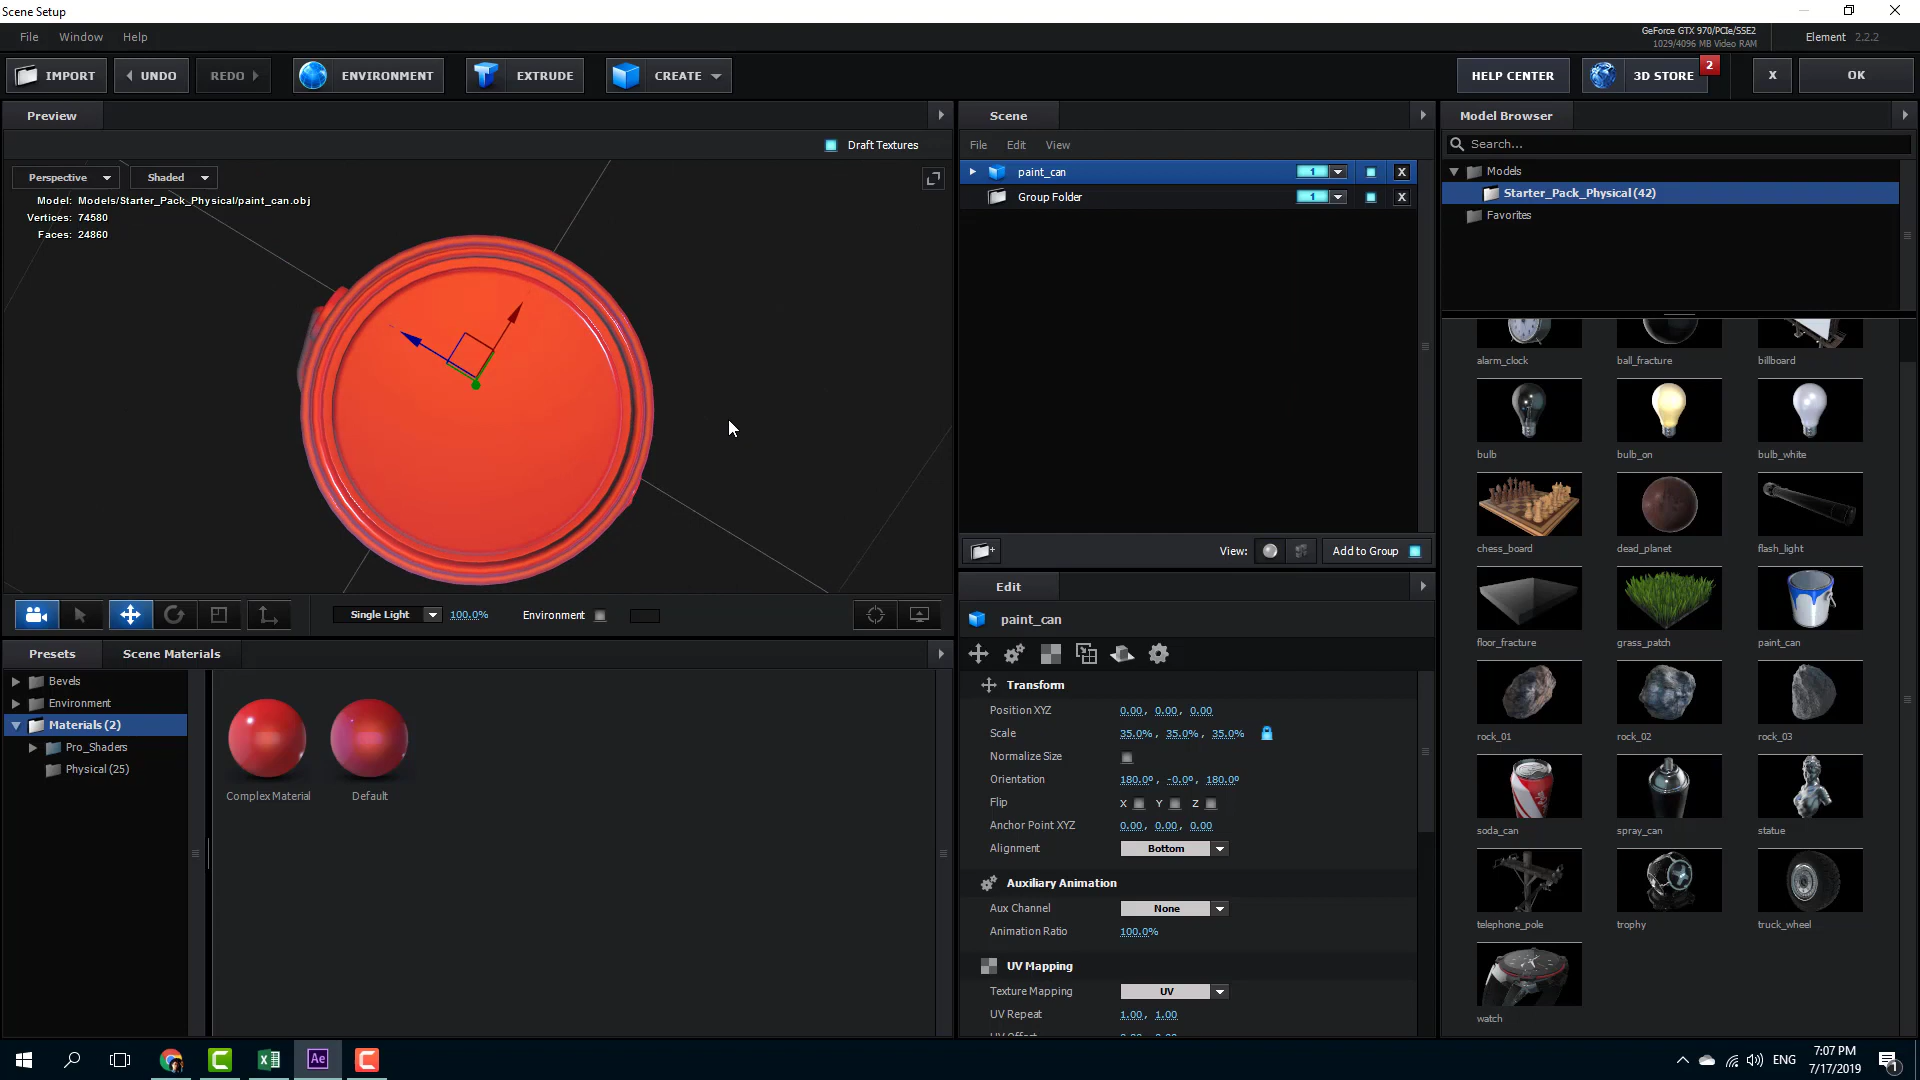 Scene Setup
File Window Help
GeForce GTX 970/PCIe/SSE2
1029/4096 MB Video RAM
Element 2.2.2
IMPORT UNDO REDO ENVIRONMENT EXTRUDE CREATE HELP CENTER 3D STORE 2 X OK
Preview
Draft Textures
Perspective Shaded
Model: Models/Starter_Pack_Physical/paint_can.obj
Vertices: 74580
Faces: 24860
Single Light 100.0% Environment
Presets Scene Materials
Bevels
Environment
Materials (2)
Pro_Shaders
Physical (25)
Complex Material Default
Scene
File Edit View
paint_can 1 X
Group Folder 1 X
View: Add to Group
Edit
paint_can
Transform
Position XYZ 0.00, 0.00, 0.00
Scale 35.0%, 35.0%, 35.0%
Normalize Size
Orientation 180.0º, -0.0º, 180.0º
Flip X Y Z
Anchor Point XYZ 0.00, 0.00, 0.00
Alignment Bottom
Auxiliary Animation
Aux Channel None
Animation Ratio 100.0%
UV Mapping
Texture Mapping UV
UV Repeat 1.00, 1.00
Model Browser
Search...
Models
Starter_Pack_Physical (42)
Favorites
alarm_clock ball_fracture billboard
bulb bulb_on bulb_white
chess_board dead_planet flash_light
floor_fracture grass_patch paint_can
rock_01 rock_02 rock_03
soda_can spray_can statue
telephone_pole trophy truck_wheel
watch
Ae
ENG
7:07 PM
7/17/2019
1